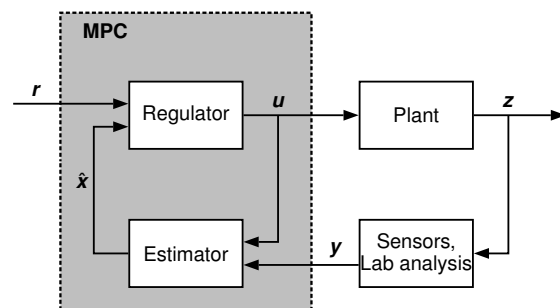 MPC
r
Regulator
u
Plant
z
x̂
Estimator
y
Sensors,
Lab analysis